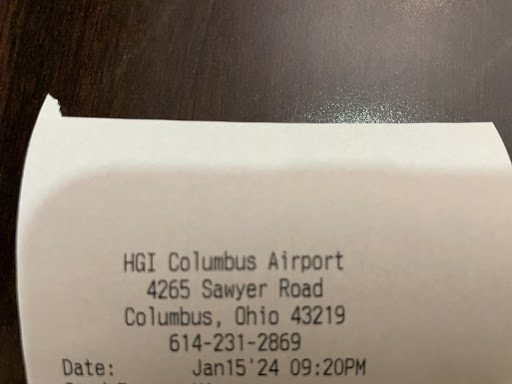 HGI Columbus Airport
4265 Sawyer Road
Columbus, Ohio 43219
614-231-2869
Date: Jan15'24 09:20PM